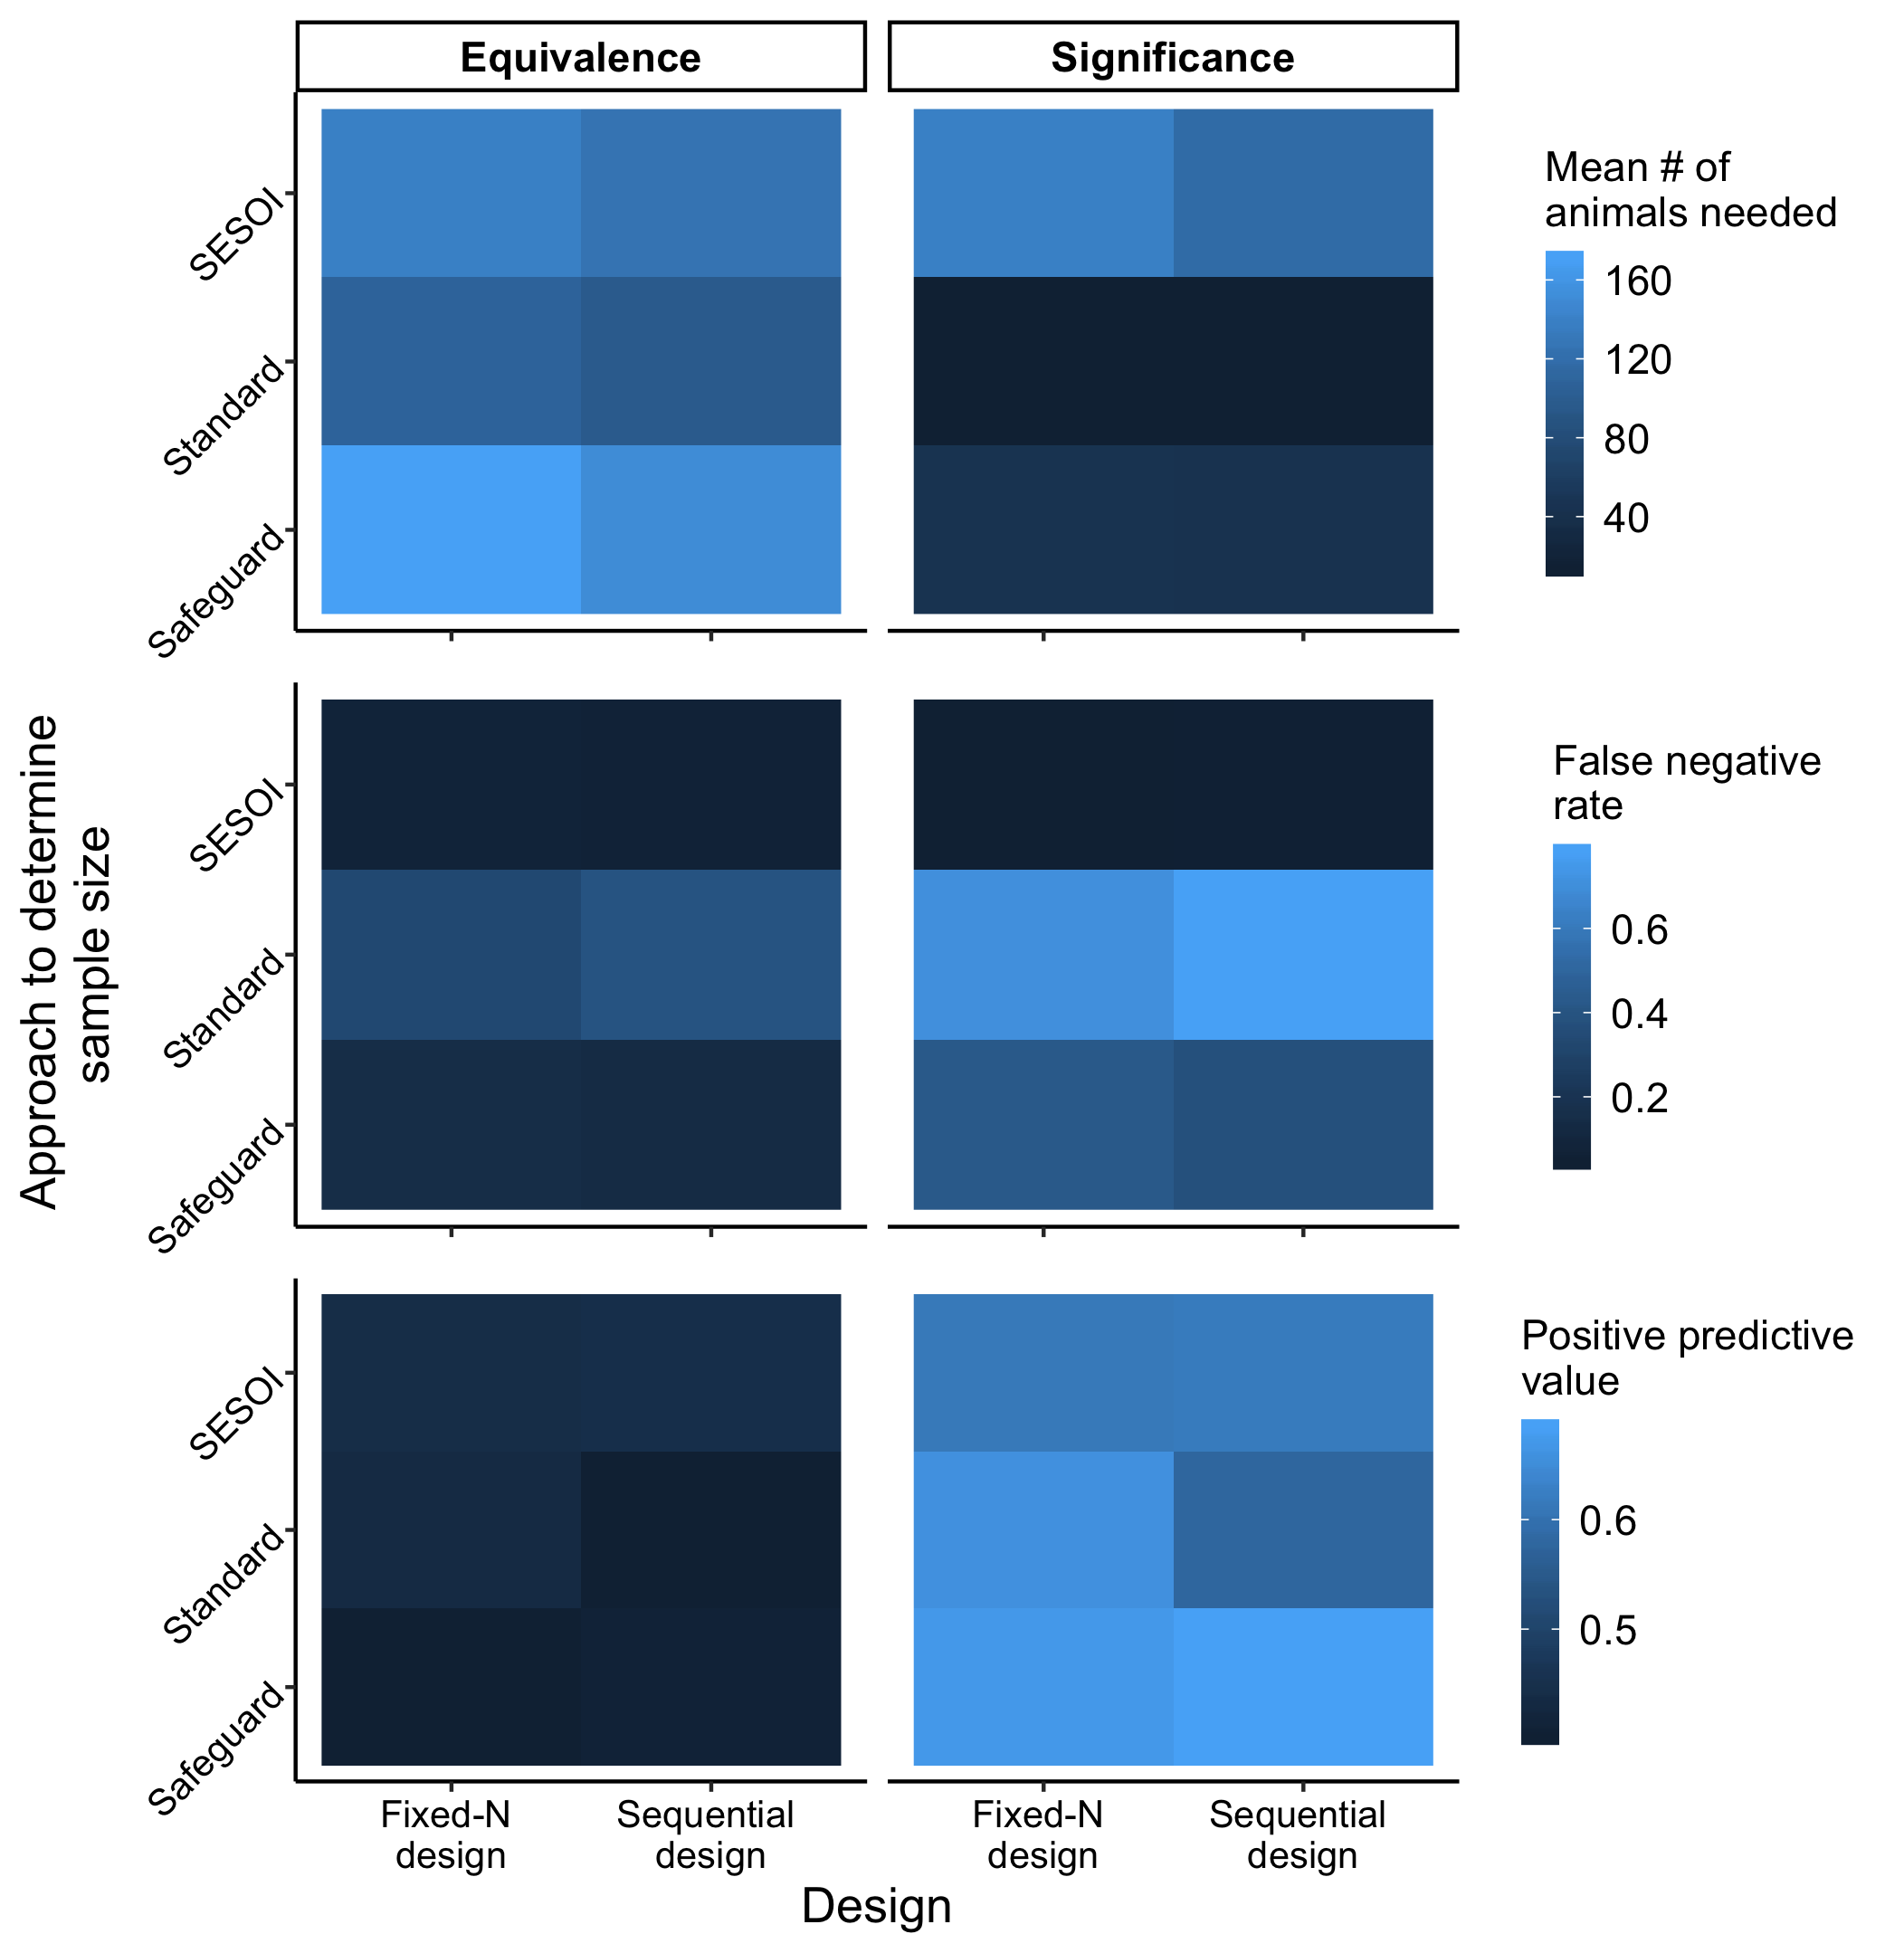 Equivalence
Significance
SESOI
Standard
Safeguard
Mean # of
animals needed
160
120
80
40
Approach to determine
sample size
SESOI
Standard
Safeguard
False negative
rate
0.6
0.4
0.2
SESOI
Standard
Safeguard
Positive predictive
value
0.6
0.5
Fixed-N
design
Sequential
design
Fixed-N
design
Sequential
design
Design